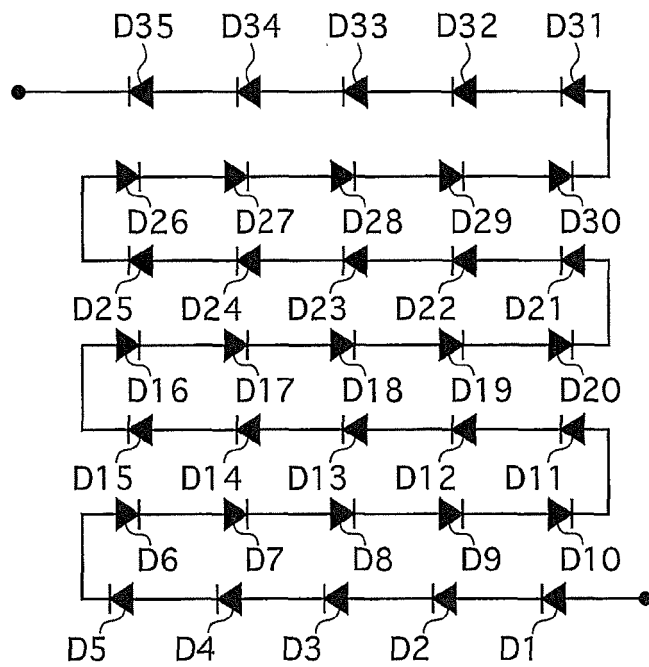 D35 D34 D33 D32 D31
D26 D27 D28 D29 D30
D25 D24 D23 D22 D21
D16 D17 D18 D19 D20
D15 D14 D13 D12 D11
D6 D7 D8 D9 D10
D5 D4 D3 D2 D1